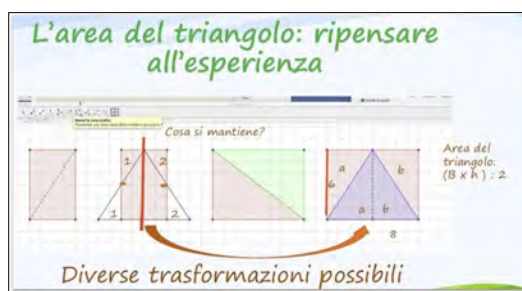 L'area del triangolo: ripensare
all'esperienza
Cosa si mantiene?
1 2
1 2
a b
6
a b
8
Area del
triangolo:
(B x h) : 2
Diverse trasformazioni possibili